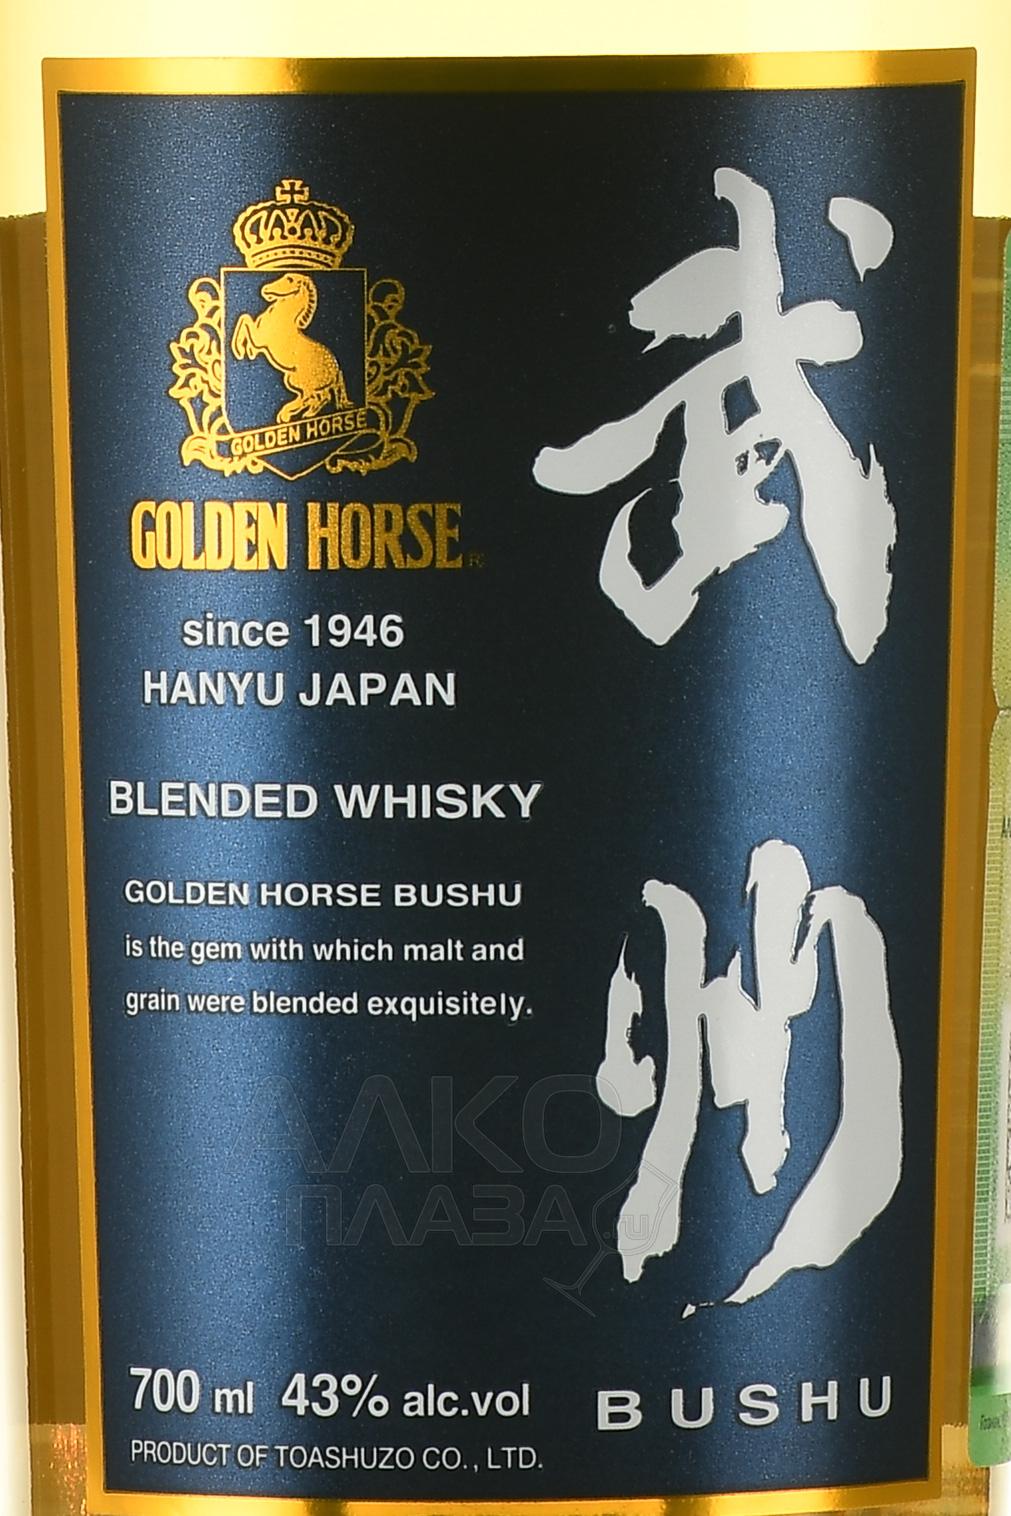 GOLDEN HORSE
GOLDEN HORSE
since 1946
HANYU JAPAN
BLENDED WHISKY
GOLDEN HORSE BUSHU
is the gem with which malt and
grain were blended exquisitely.
700 ml 43% alc.vol
PRODUCT OF TOASHUZO CO., LTD.
武州
BUSHU
АЛКО
ПЛАЗА.ru